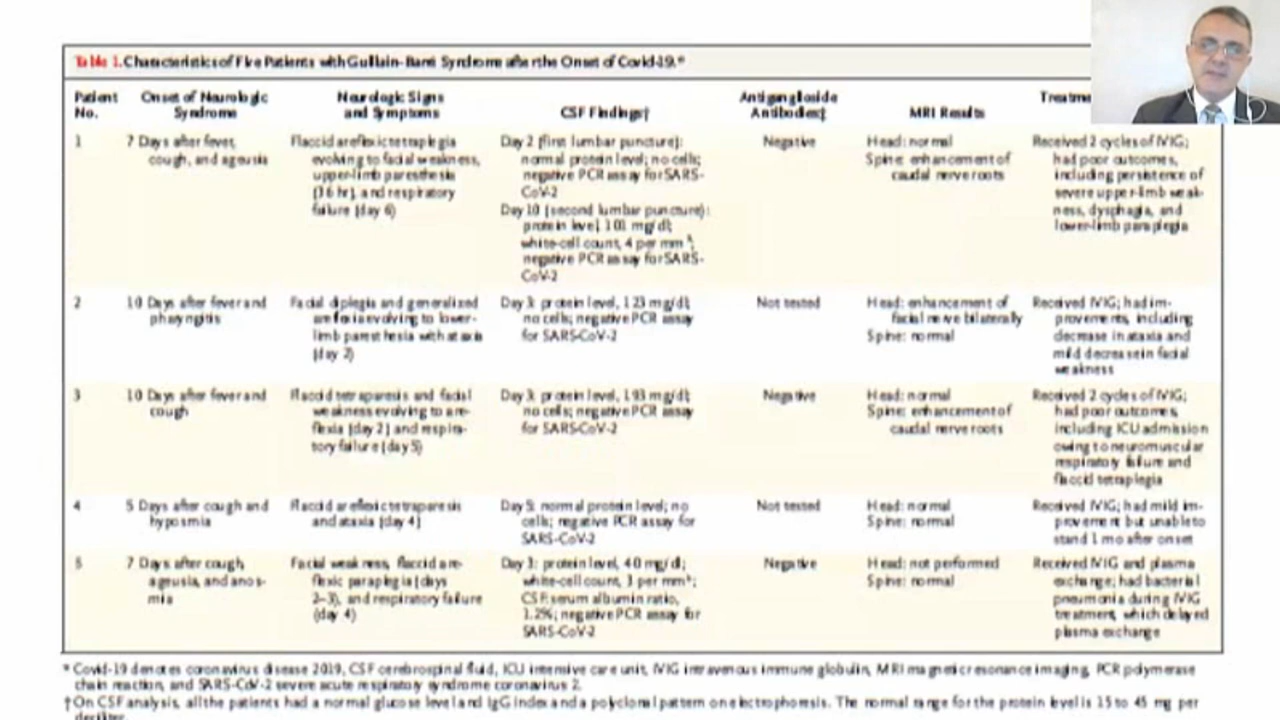 Table 1. Characteristics of Five Patients with Guillain–Barré Syndrome after the Onset of Covid-19.*
Patient No. Onset of Neurologic Syndrome Neurologic Signs and Symptoms CSF Findings† Antiganglioside Antibodies‡ MRI Results Treatme
1
7 Days after fever,
cough, and ageusia
Flaccid areflexic tetraplegia
evolving to facial weakness,
upper-limb paresthesia
(36 hr), and respiratory
failure (day 6)
Day 2 (first lumbar puncture):
normal protein level; no cells;
negative PCR assay for SARS-
CoV-2
Day 10 (second lumbar puncture):
protein level, 101 mg/dl;
white-cell count, 4 per mm³;
negative PCR assay for SARS-
CoV-2
Negative
Head: normal
Spine: enhancement of
caudal nerve roots
Received 2 cycles of IVIG;
had poor outcomes,
including persistence of
severe upper-limb weak-
ness, dysphagia, and
lower-limb paraplegia
2
10 Days after fever and
pharyngitis
Facial diplegia and generalized
areflexia evolving to lower-
limb paresthesia with ataxia
(day 2)
Day 3: protein level, 123 mg/dl;
no cells; negative PCR assay
for SARS-CoV-2
Not tested
Head: enhancement of
facial nerve bilaterally
Spine: normal
Received IVIG; had im-
provements, including
decrease in ataxia and
mild decrease in facial
weakness
3
10 Days after fever and
cough
Flaccid tetraparesis and facial
weakness evolving to are-
flexia (day 2) and respira-
tory failure (day 5)
Day 3: protein level, 193 mg/dl;
no cells; negative PCR assay
for SARS-CoV-2
Negative
Head: normal
Spine: enhancement of
caudal nerve roots
Received 2 cycles of IVIG;
had poor outcomes,
including ICU admission
owing to neuromuscular
respiratory failure and
flaccid tetraplegia
4
5 Days after cough and
hyposmia
Flaccid areflexic tetraparesis
and ataxia (day 4)
Day 5: normal protein level; no
cells; negative PCR assay for
SARS-CoV-2
Not tested
Head: normal
Spine: normal
Received IVIG; had mild im-
provement but unable to
stand 1 mo after onset
5
7 Days after cough,
ageusia, and anos-
mia
Facial weakness, flaccid are-
flexic paraplegia (days
2–3), and respiratory failure
(day 4)
Day 3: protein level, 40 mg/dl;
white-cell count, 3 per mm³;
CSF:serum albumin ratio,
1.2%; negative PCR assay for
SARS-CoV-2
Negative
Head: not performed
Spine: normal
Received IVIG and plasma
exchange; had bacterial
pneumonia during IVIG
treatment, which delayed
plasma exchange
* Covid-19 denotes coronavirus disease 2019, CSF cerebrospinal fluid, ICU intensive care unit, IVIG intravenous immune globulin, MRI magnetic resonance imaging, PCR polymerase
chain reaction, and SARS-CoV-2 severe acute respiratory syndrome coronavirus 2.
† On CSF analysis, all the patients had a normal glucose level and IgG index and a polyclonal pattern on electrophoresis. The normal range for the protein level is 15 to 45 mg per
deciliter.